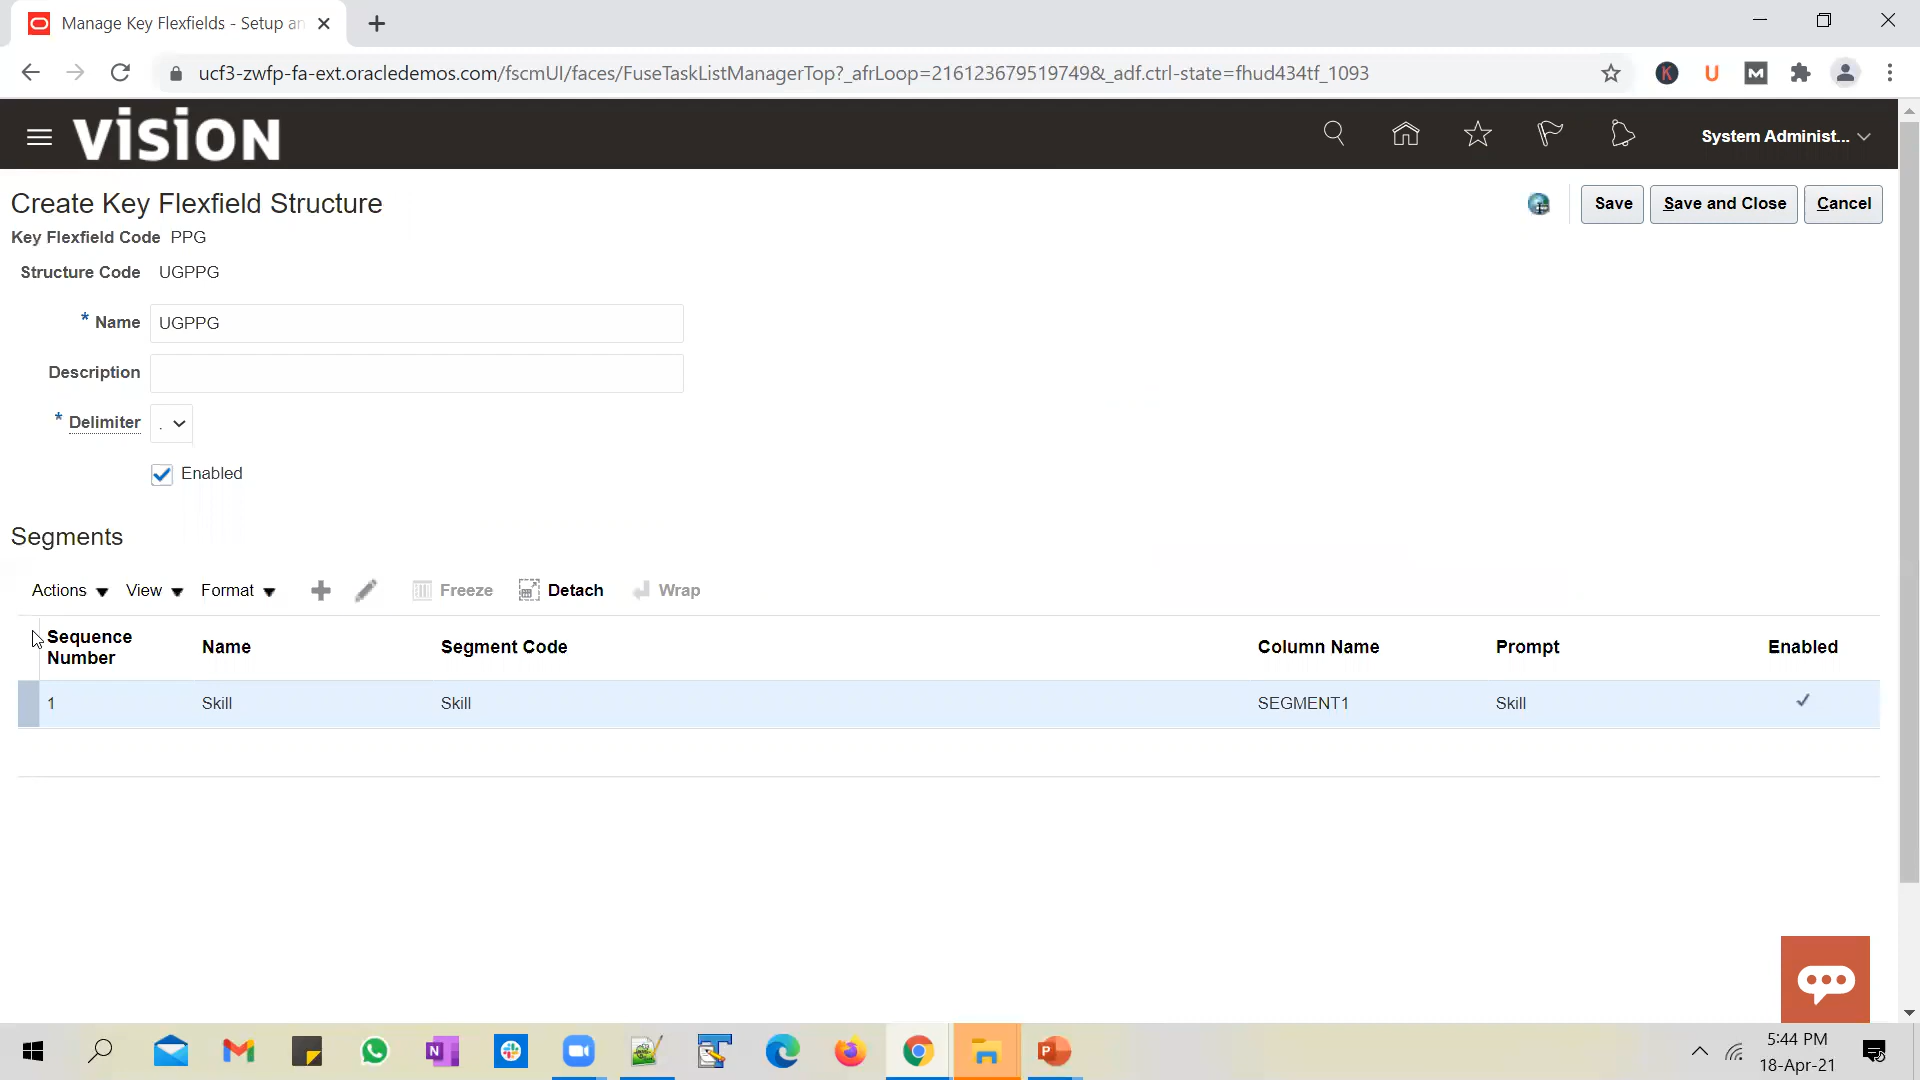 Manage Key Flexfields - Setup an
ucf3-zwfp-fa-ext.oracledemos.com/fscmUI/faces/FuseTaskListManagerTop?_afrLoop=216123679519749&_adf.ctrl-state=fhud434tf_1093
K U M
VISION
System Administ...
Create Key Flexfield Structure
Save Save and Close Cancel
Key Flexfield Code PPG
Structure Code UGPPG
* Name UGPPG
Description
* Delimiter .
Enabled
Segments
Actions View Format Freeze Detach Wrap
Sequence Number Name Segment Code Column Name Prompt Enabled
1 Skill Skill SEGMENT1 Skill
5:44 PM
18-Apr-21